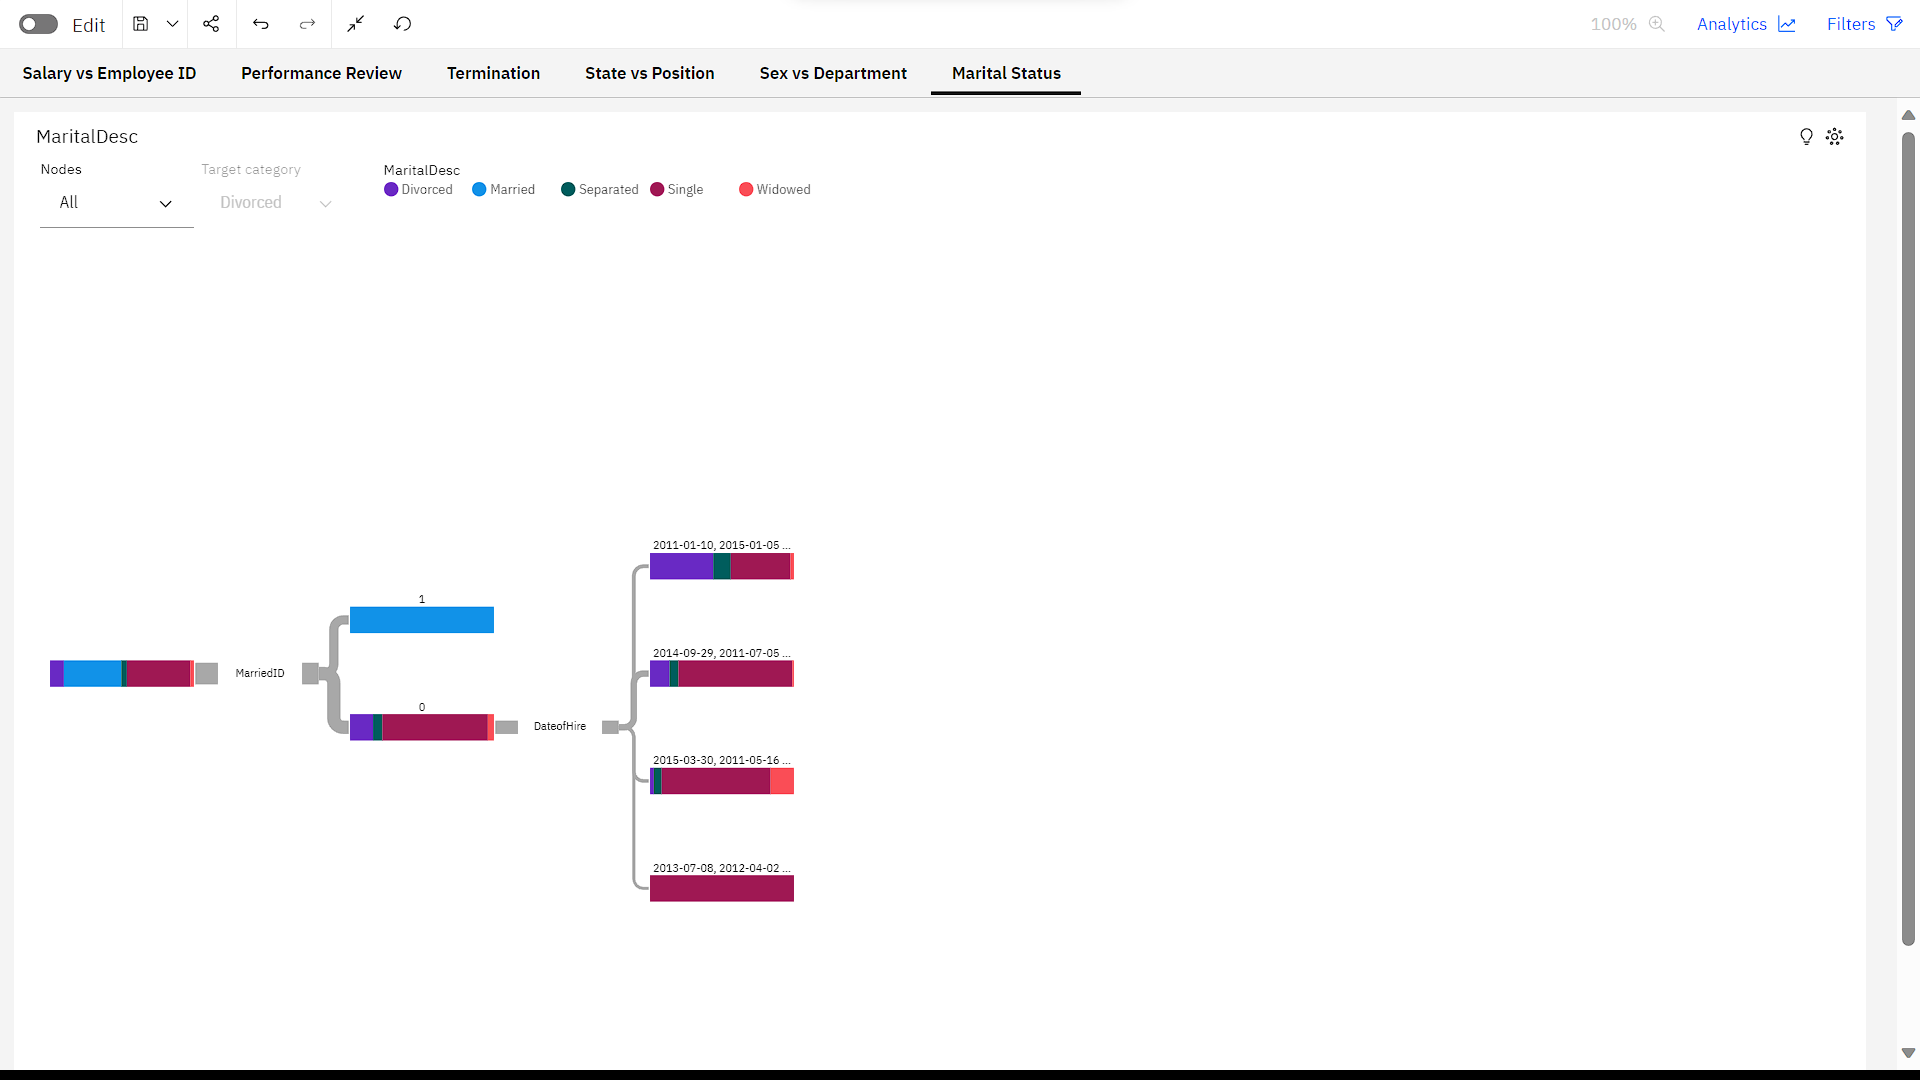 Edit
100%
Analytics
Filters
Salary vs Employee ID
Performance Review
Termination
State vs Position
Sex vs Department
Marital Status
MaritalDesc
Nodes
Target category
MaritalDesc
All
Divorced
Divorced
Married
Separated
Single
Widowed
2011-01-10, 2015-01-05 ...
1
2014-09-29, 2011-07-05 ...
MarriedID
0
DateofHire
2015-03-30, 2011-05-16 ...
2013-07-08, 2012-04-02 ...